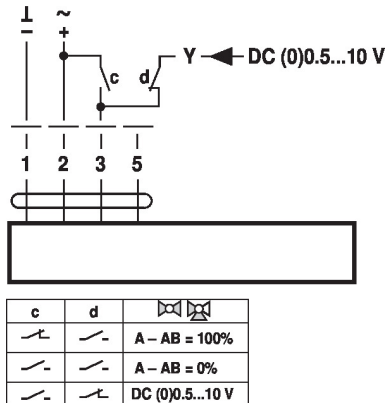 ⊥ ~
– +
c d Y DC (0)0.5...10 V
1 2 3 5
c d
A – AB = 100%
A – AB = 0%
DC (0)0.5...10 V